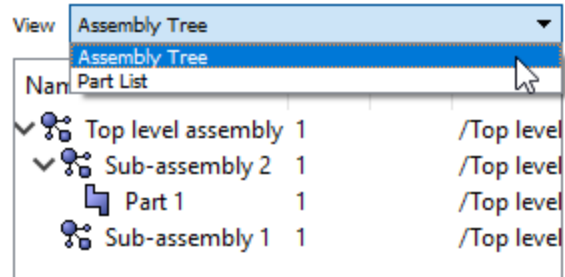 View Assembly Tree
Assembly Tree
Part List
Top level assembly 1 /Top level
Sub-assembly 2 1 /Top level
Part 1 1 /Top level
Sub-assembly 1 1 /Top level